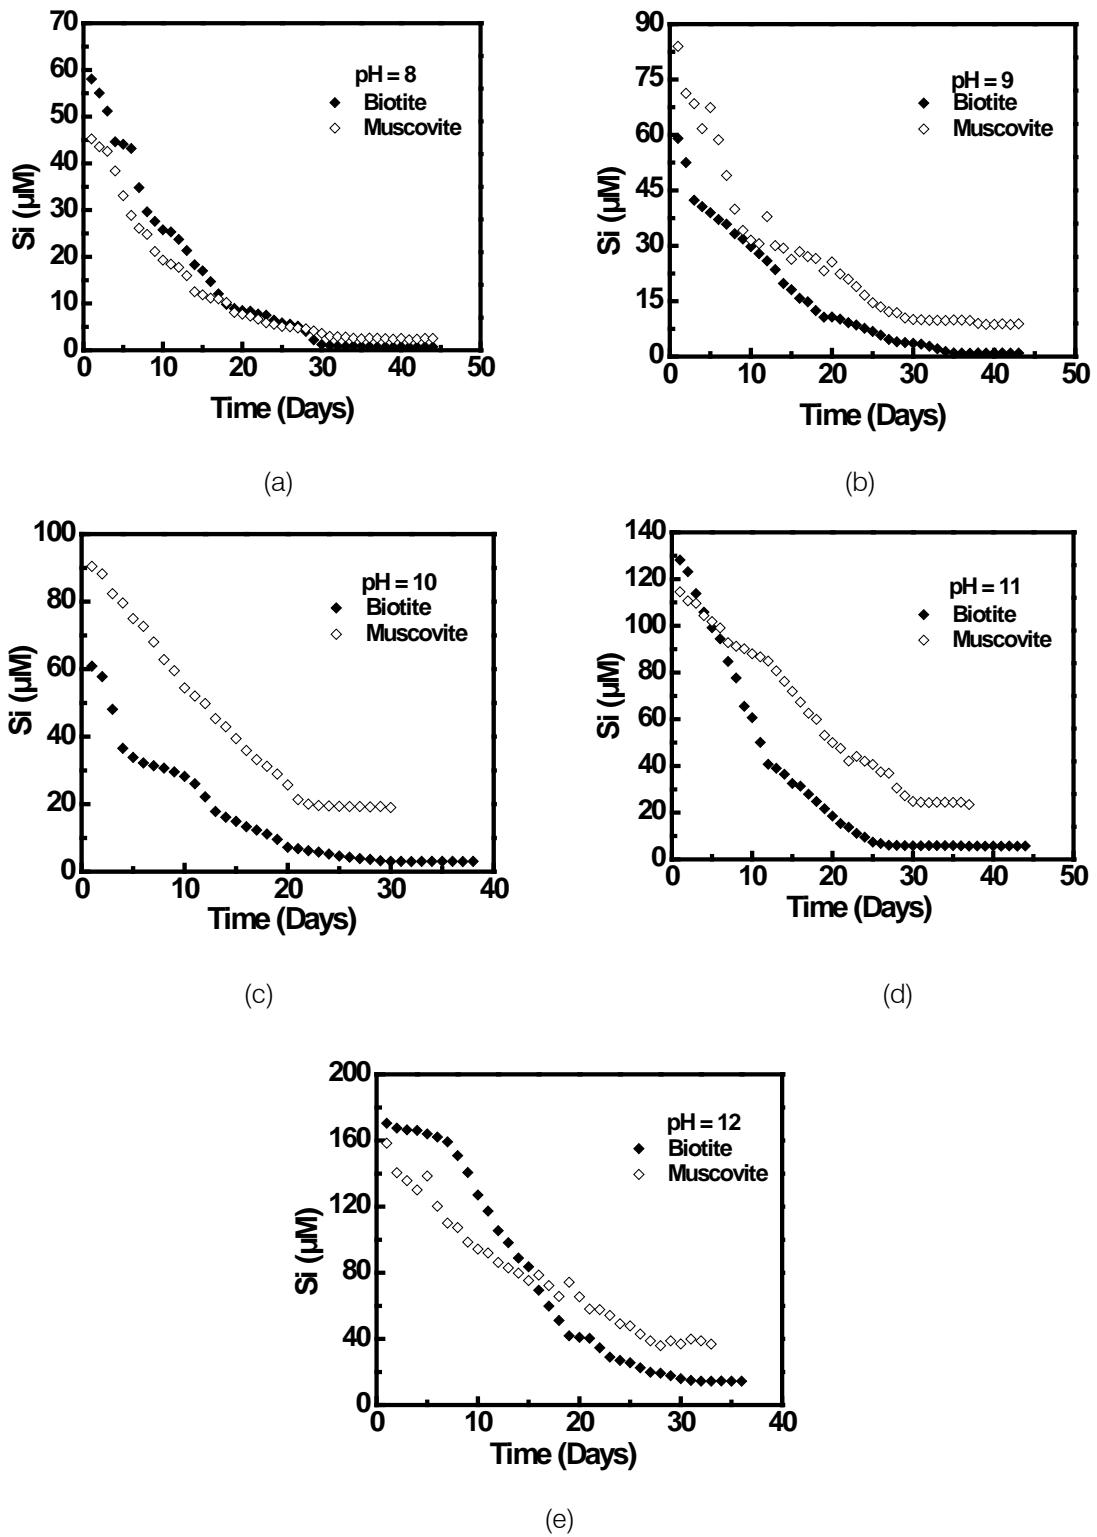 70
60
50
40
30
20
10
0
Si (µM)
pH = 8
Biotite
Muscovite
0 10 20 30 40 50
Time (Days)
(a)
90
75
60
45
30
15
0
Si (µM)
pH = 9
Biotite
Muscovite
0 10 20 30 40 50
Time (Days)
(b)
100
80
60
40
20
0
Si (µM)
pH = 10
Biotite
Muscovite
0 10 20 30 40
Time (Days)
(c)
140
120
100
80
60
40
20
0
Si (µM)
pH = 11
Biotite
Muscovite
0 10 20 30 40 50
Time (Days)
(d)
200
160
120
80
40
0
Si (µM)
pH = 12
Biotite
Muscovite
0 10 20 30 40
Time (Days)
(e)